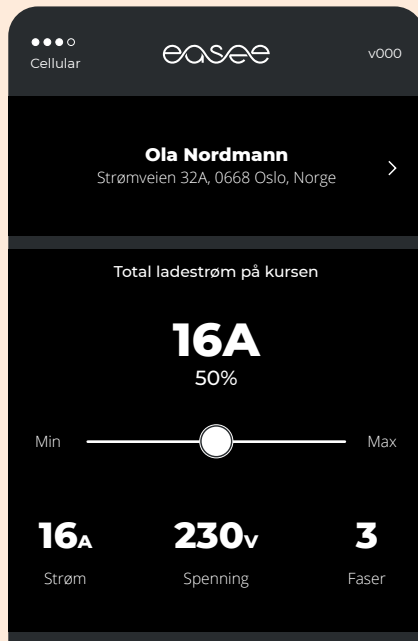 Cellular
easee
v000
Ola Nordmann
Strømveien 32A, 0668 Oslo, Norge
Total ladestrøm på kursen
16A
50%
Min
Max
16A 230V 3
Strøm Spenning Faser